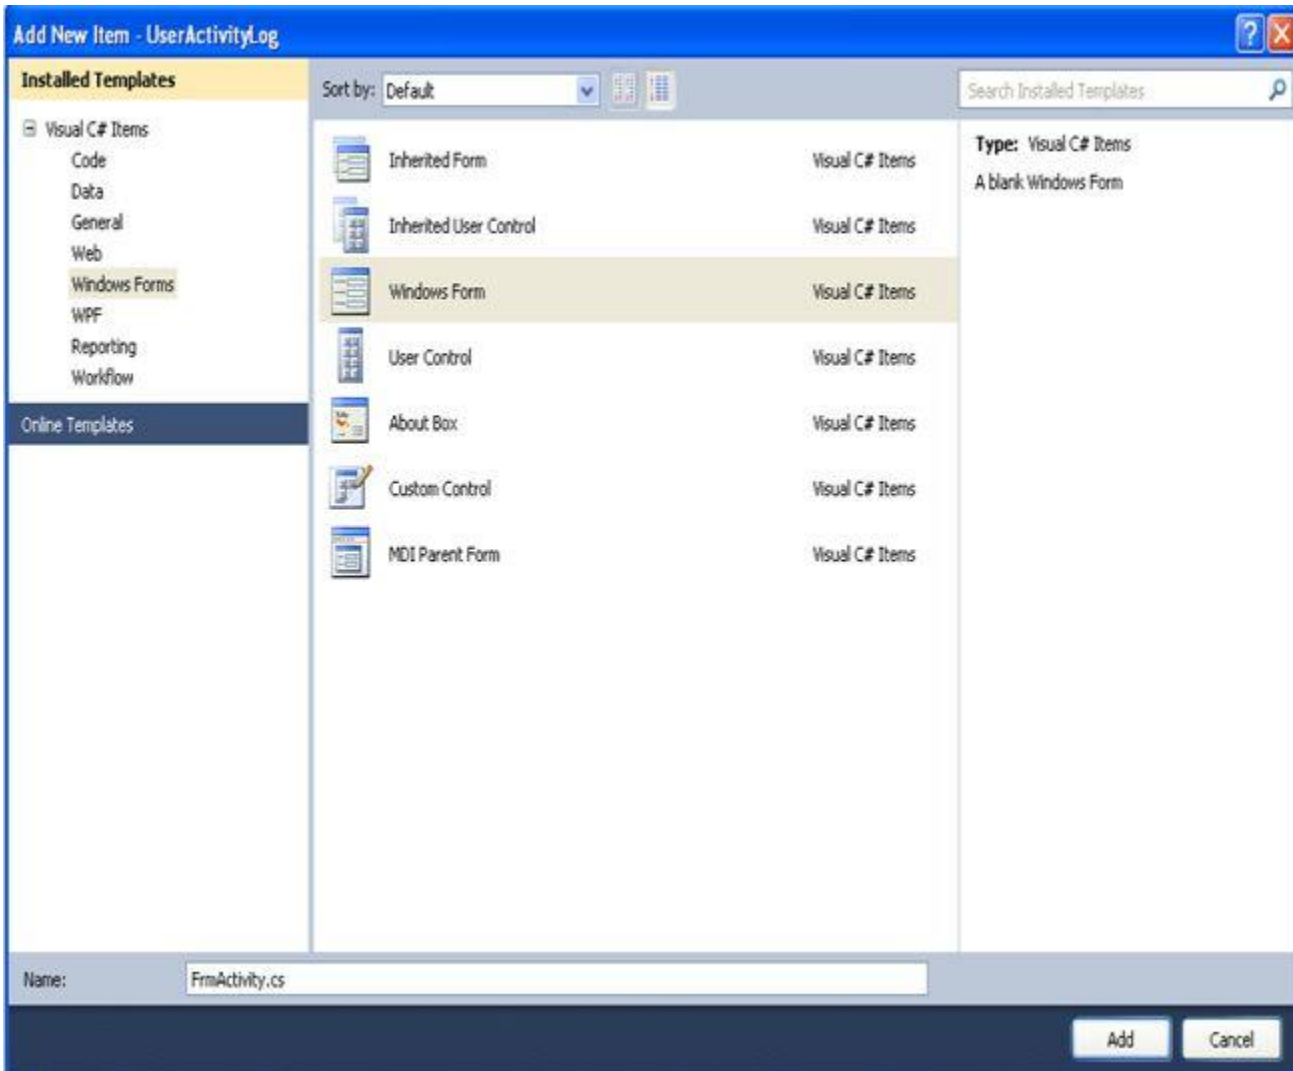 Add New Item - UserActivityLog
Installed Templates
Visual C# Items
Code
Data
General
Web
Windows Forms
WPF
Reporting
Workflow
Online Templates
Sort by: Default
Inherited Form Visual C# Items
Inherited User Control Visual C# Items
Windows Form Visual C# Items
User Control Visual C# Items
About Box Visual C# Items
Custom Control Visual C# Items
MDI Parent Form Visual C# Items
Search Installed Templates
Type: Visual C# Items
A blank Windows Form
Name: FrmActivity.cs
Add Cancel